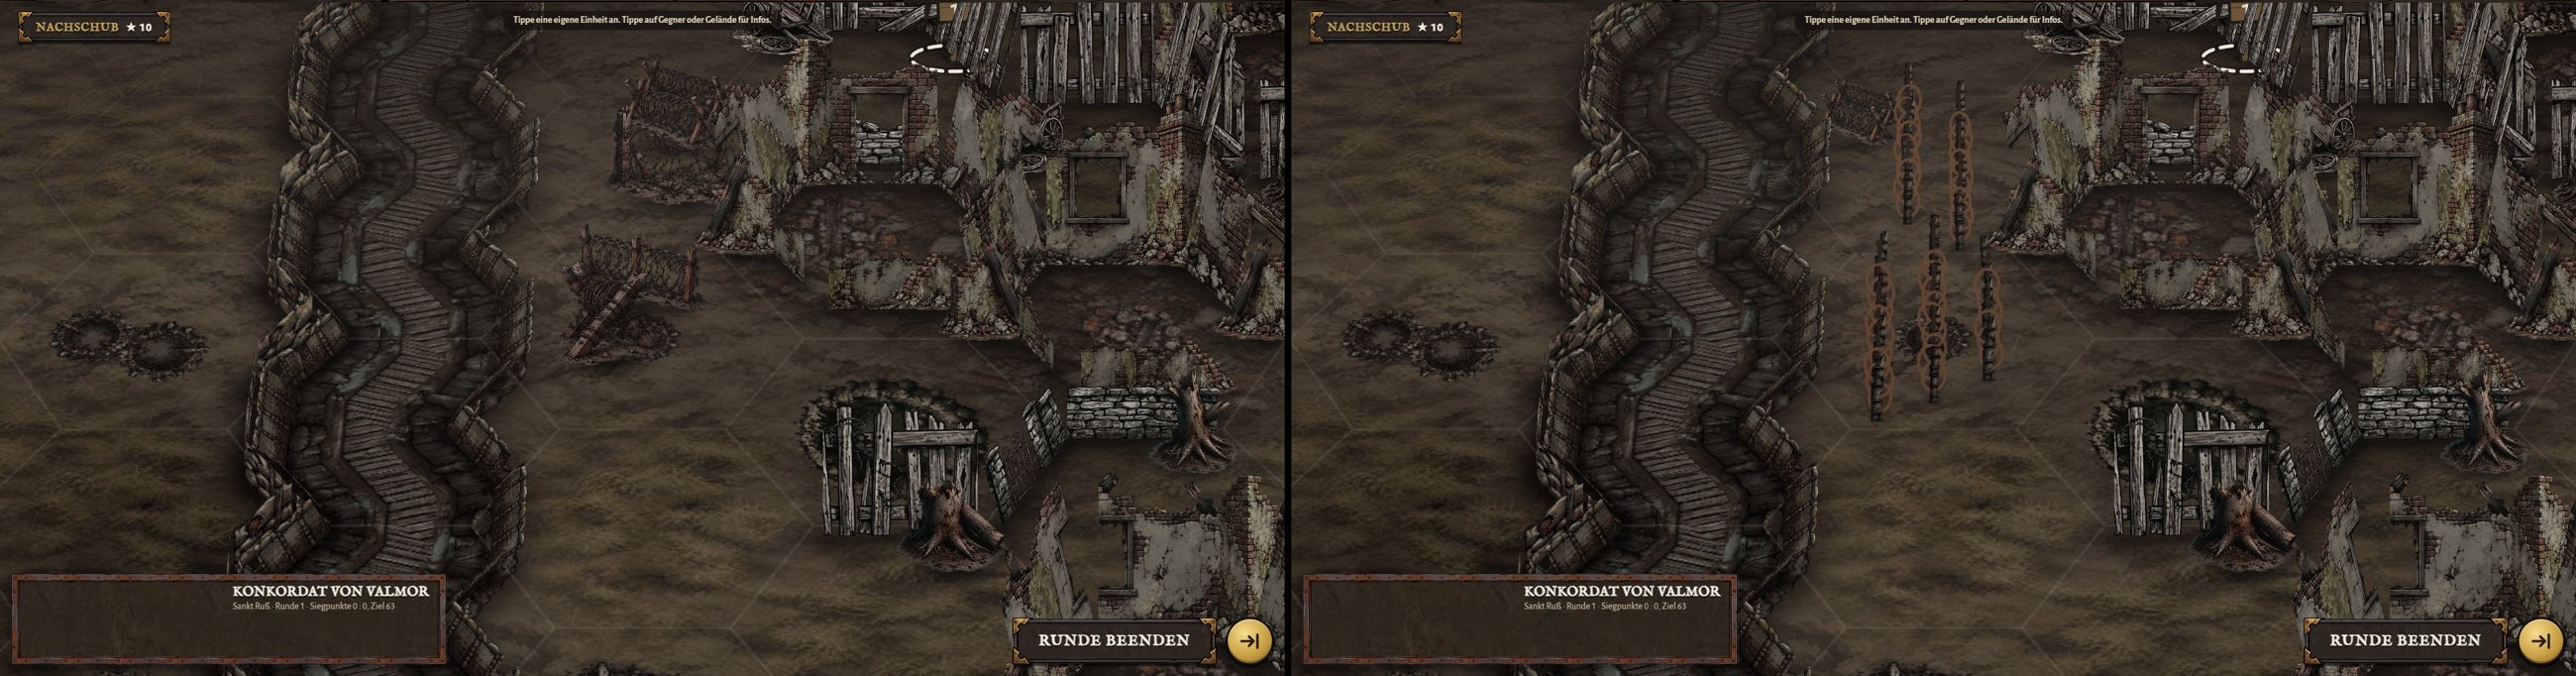 NACHSCHUB ★ 10
Tippe eine eigene Einheit an. Tippe auf Gegner oder Gelände für Infos.
KONKORDAT VON VALMOR
Sankt Ruß · Runde 1 · Siegpunkte 0 : 0, Ziel 63
RUNDE BEENDEN
NACHSCHUB ★ 10
Tippe eine eigene Einheit an. Tippe auf Gegner oder Gelände für Infos.
KONKORDAT VON VALMOR
Sankt Ruß · Runde 1 · Siegpunkte 0 : 0, Ziel 63
RUNDE BEENDEN